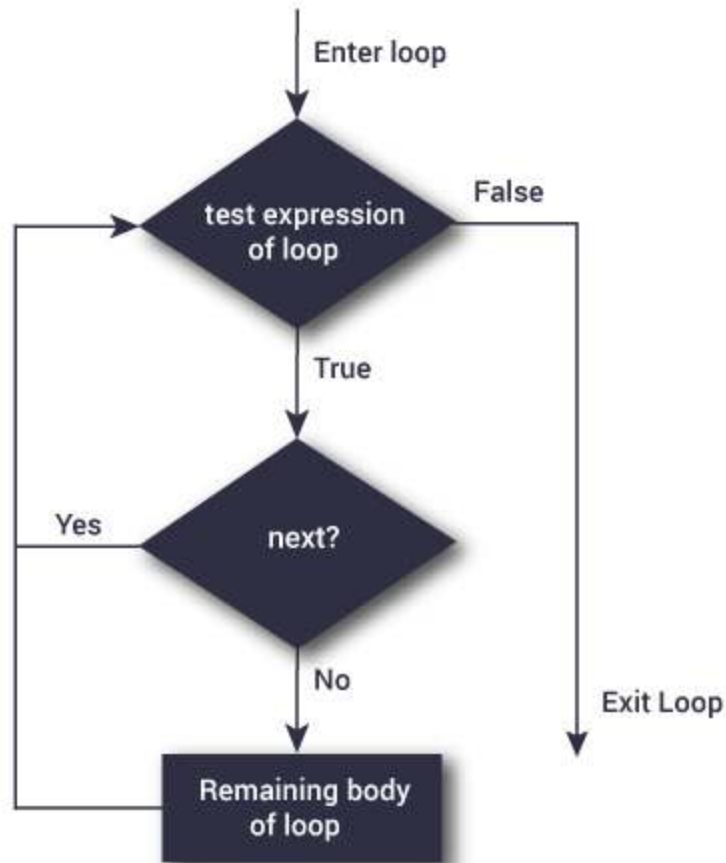 Enter loop
test expression
of loop
False
True
next?
Yes
No
Exit Loop
Remaining body
of loop